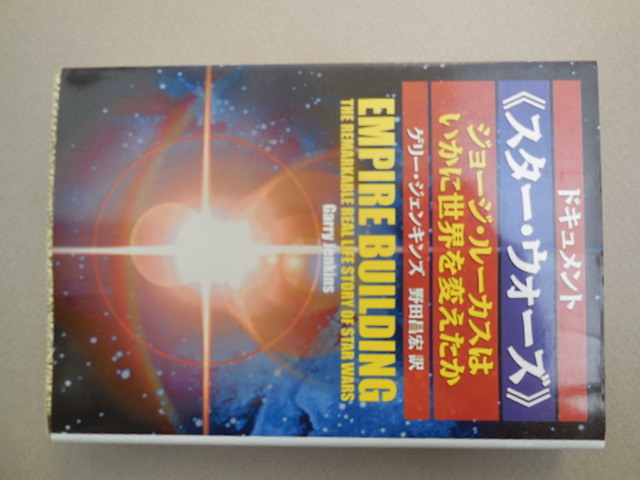 ドキュメント
《スター・ウォーズ》
ジョージ・ルーカスは
いかに世界を変えたか
ゲリー・ジェンキンズ 野田昌宏 訳
EMPIRE BUILDING
THE REMARKABLE REAL LIFE STORY OF STAR WARS
Garry Jenkins